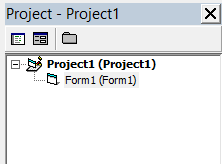 Project - Project1
Project1 (Project1)
Form1 (Form1)